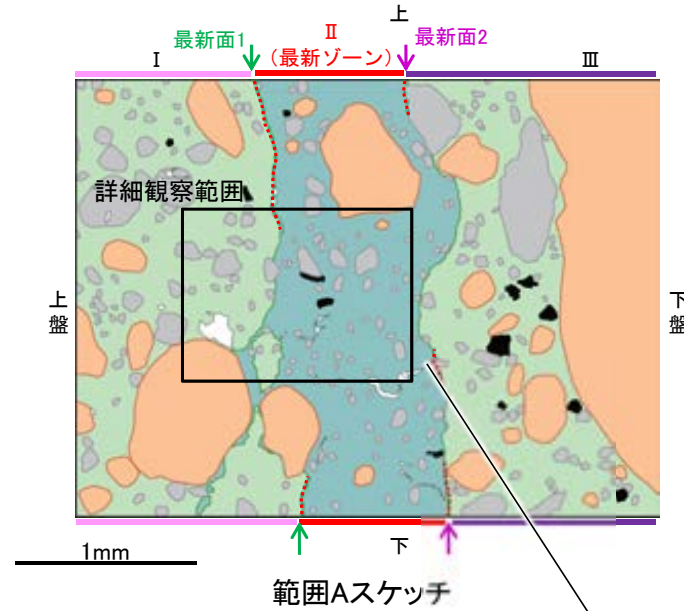 上
最新面1
Ⅱ
(最新ゾーン)
最新面2
Ⅰ
Ⅲ
詳細観察範囲
上盤
下盤
下
1mm
範囲Aスケッチ